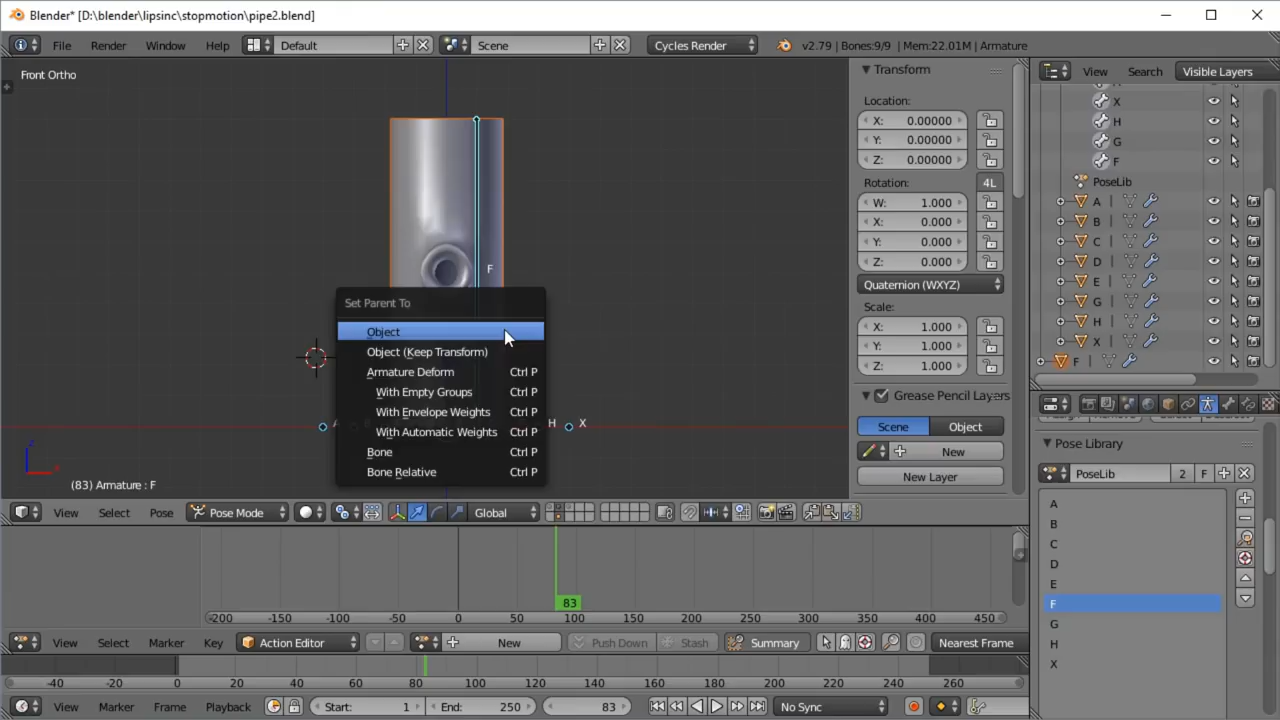 Blender* [D:\blender\lipsinc\stopmotion\pipe2.blend]
File Render Window Help Default Scene Cycles Render v2.79 | Bones:9/9 | Mem:22.01M | Armature
Front Ortho
Transform
Location:
X: 0.00000
Y: 0.00000
Z: 0.00000
Rotation: 4L
W: 1.000
X: 0.000
Y: 0.000
Z: 0.000
Quaternion (WXYZ)
Scale:
X: 1.000
Y: 1.000
Z: 1.000
Grease Pencil Layers
Scene Object
New
New Layer
View Search Visible Layers
X
H
G
F
PoseLib
A
B
C
D
E
G
H
X
F
Pose Library
PoseLib 2 F
A
B
C
D
E
F
G
H
X
F
Set Parent To
Object
Object (Keep Transform)
Armature Deform Ctrl P
With Empty Groups Ctrl P
With Envelope Weights Ctrl P
With Automatic Weights Ctrl P
Bone Ctrl P
Bone Relative Ctrl P
H X
Z
(83) Armature : F
View Select Pose Pose Mode Global
83
-200 -150 -100 -50 0 50 100 150 200 250 300 350 400 450
View Select Marker Key Action Editor New Push Down Stash Summary Nearest Frame
-40 -20 0 20 40 60 80 100 120 140 160 180 200 220 240 260
View Marker Frame Playback Start: 1 End: 250 83 No Sync